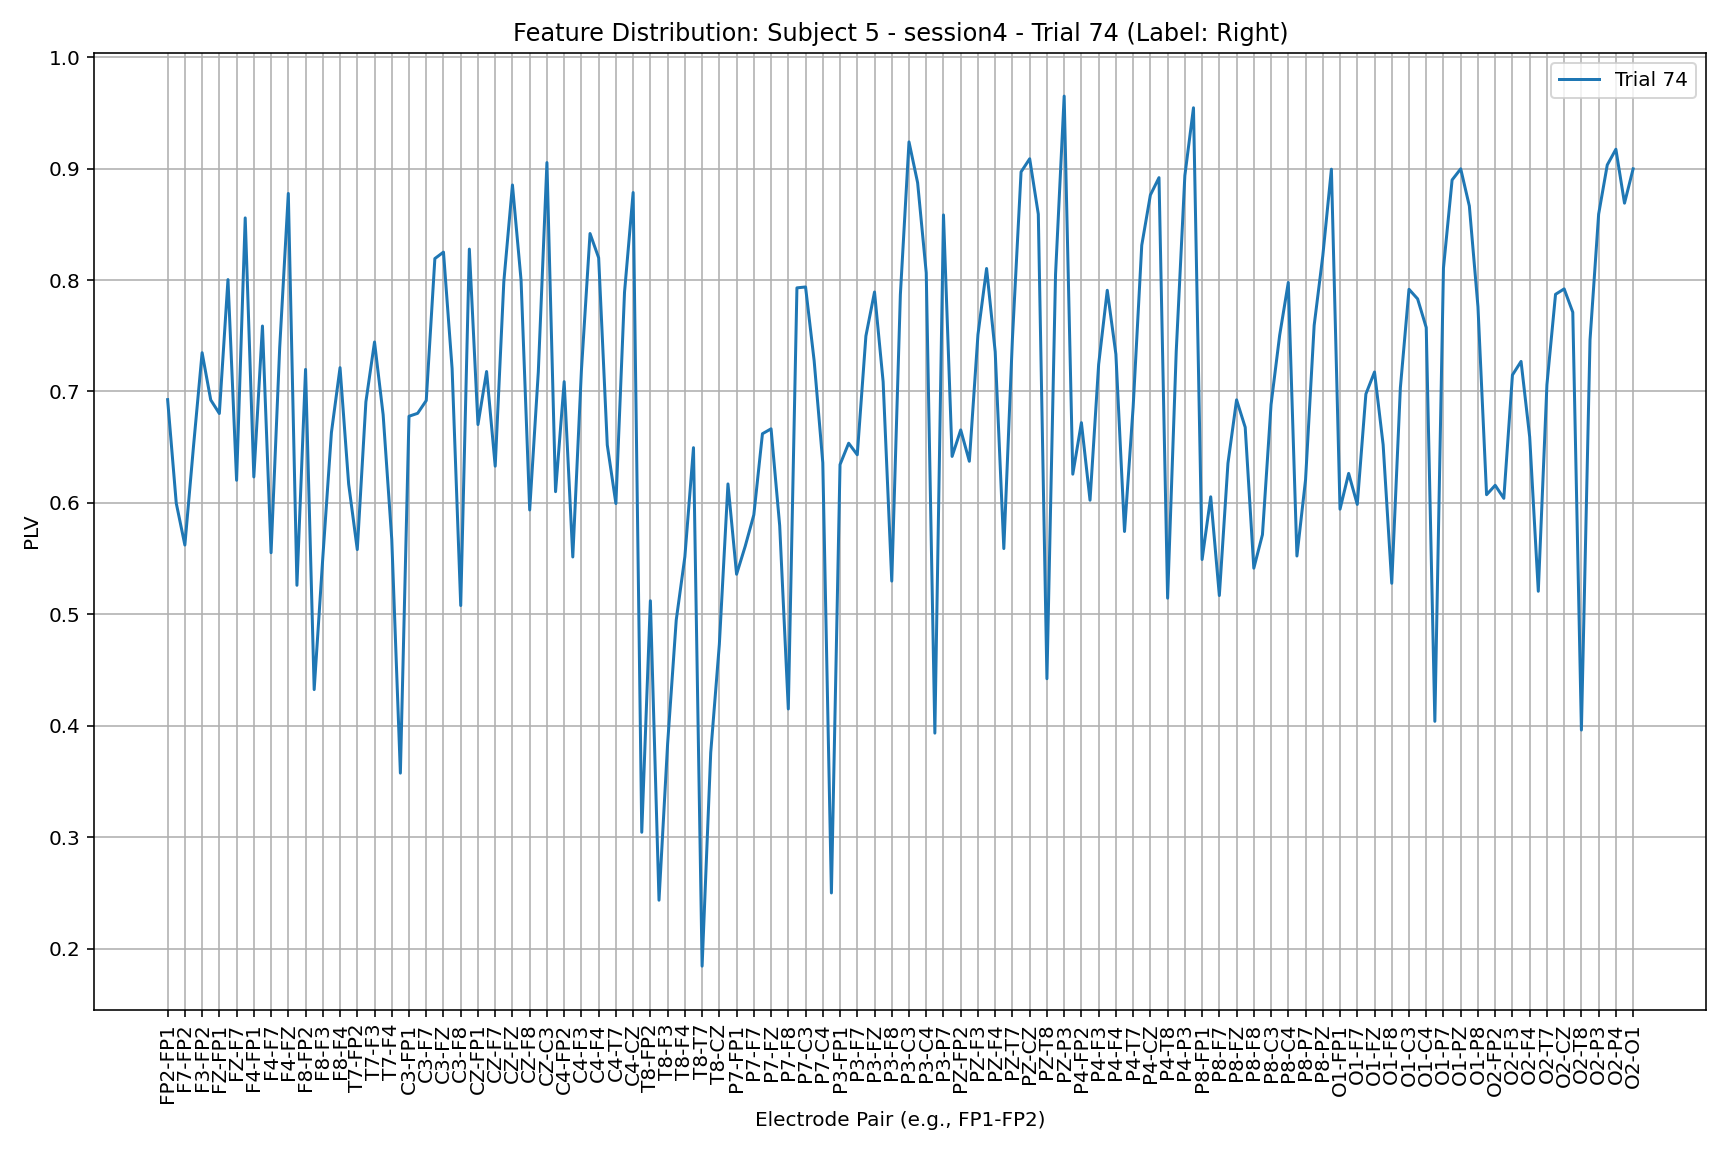 Feature Distribution: Subject 5 - session4 - Trial 74 (Label: Right)
Trial 74
1.0
0.9
0.8
0.7
0.6
0.5
0.4
0.3
0.2
PLV
FP2-FP1
F7-FP2
F3-FP2
FZ-FP1
FZ-F7
F4-FP1
F4-F7
F4-FZ
F8-FP2
F8-F3
F8-F4
T7-FP2
T7-F3
T7-F4
C3-FP1
C3-F7
C3-FZ
C3-F8
CZ-FP1
CZ-F7
CZ-FZ
CZ-F8
CZ-C3
C4-FP2
C4-F3
C4-F4
C4-T7
C4-CZ
T8-FP2
T8-F3
T8-F4
T8-T7
T8-CZ
P7-FP1
P7-F7
P7-FZ
P7-F8
P7-C3
P7-C4
P3-FP1
P3-F7
P3-FZ
P3-F8
P3-C3
P3-C4
P3-P7
PZ-FP2
PZ-F3
PZ-F4
PZ-T7
PZ-CZ
PZ-T8
PZ-P3
P4-FP2
P4-F3
P4-F4
P4-T7
P4-CZ
P4-T8
P4-P3
P8-FP1
P8-F7
P8-FZ
P8-F8
P8-C3
P8-C4
P8-P7
P8-PZ
O1-FP1
O1-F7
O1-FZ
O1-F8
O1-C3
O1-C4
O1-P7
O1-PZ
O1-P8
O2-FP2
O2-F3
O2-F4
O2-T7
O2-CZ
O2-T8
O2-P3
O2-P4
O2-O1
Electrode Pair (e.g., FP1-FP2)